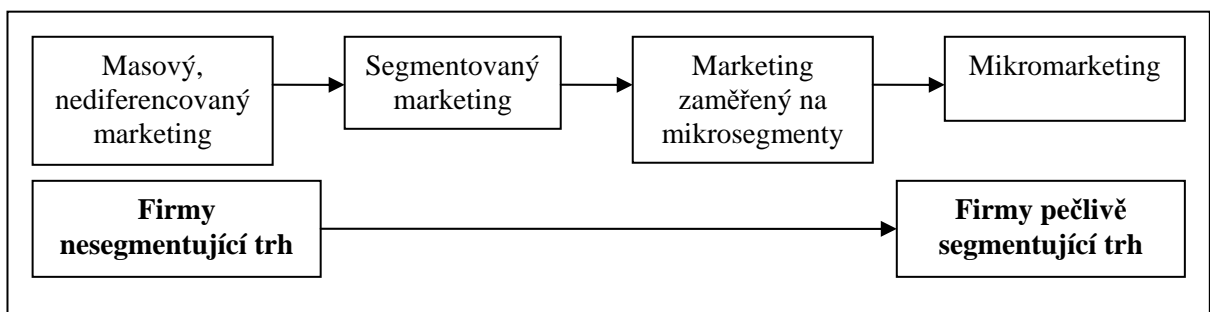 Masový,
nediferencovaný
marketing
Segmentovaný
marketing
Marketing
zaměřený na
mikrosegmenty
Mikromarketing
Firmy
nesegmentující trh
Firmy pečlivě
segmentující trh